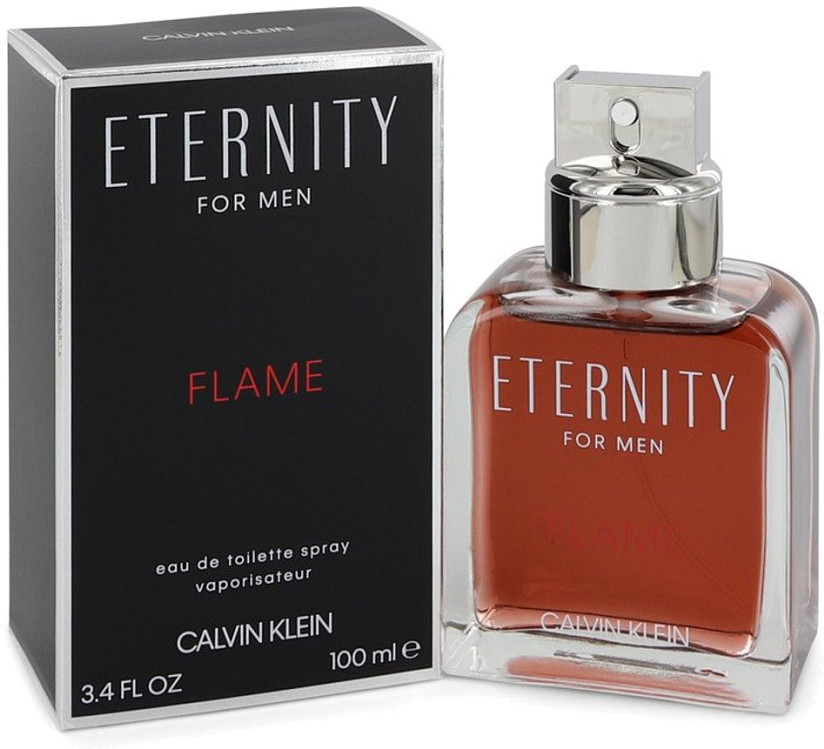 CALVIN KLEIN
ETERNITY
FOR MEN
FLAME
eau de toilette spray
vaporisateur
CALVIN KLEIN
3.4 FL OZ
100 ml e
ETERNITY
FOR MEN
FLAME
CALVIN KLEIN